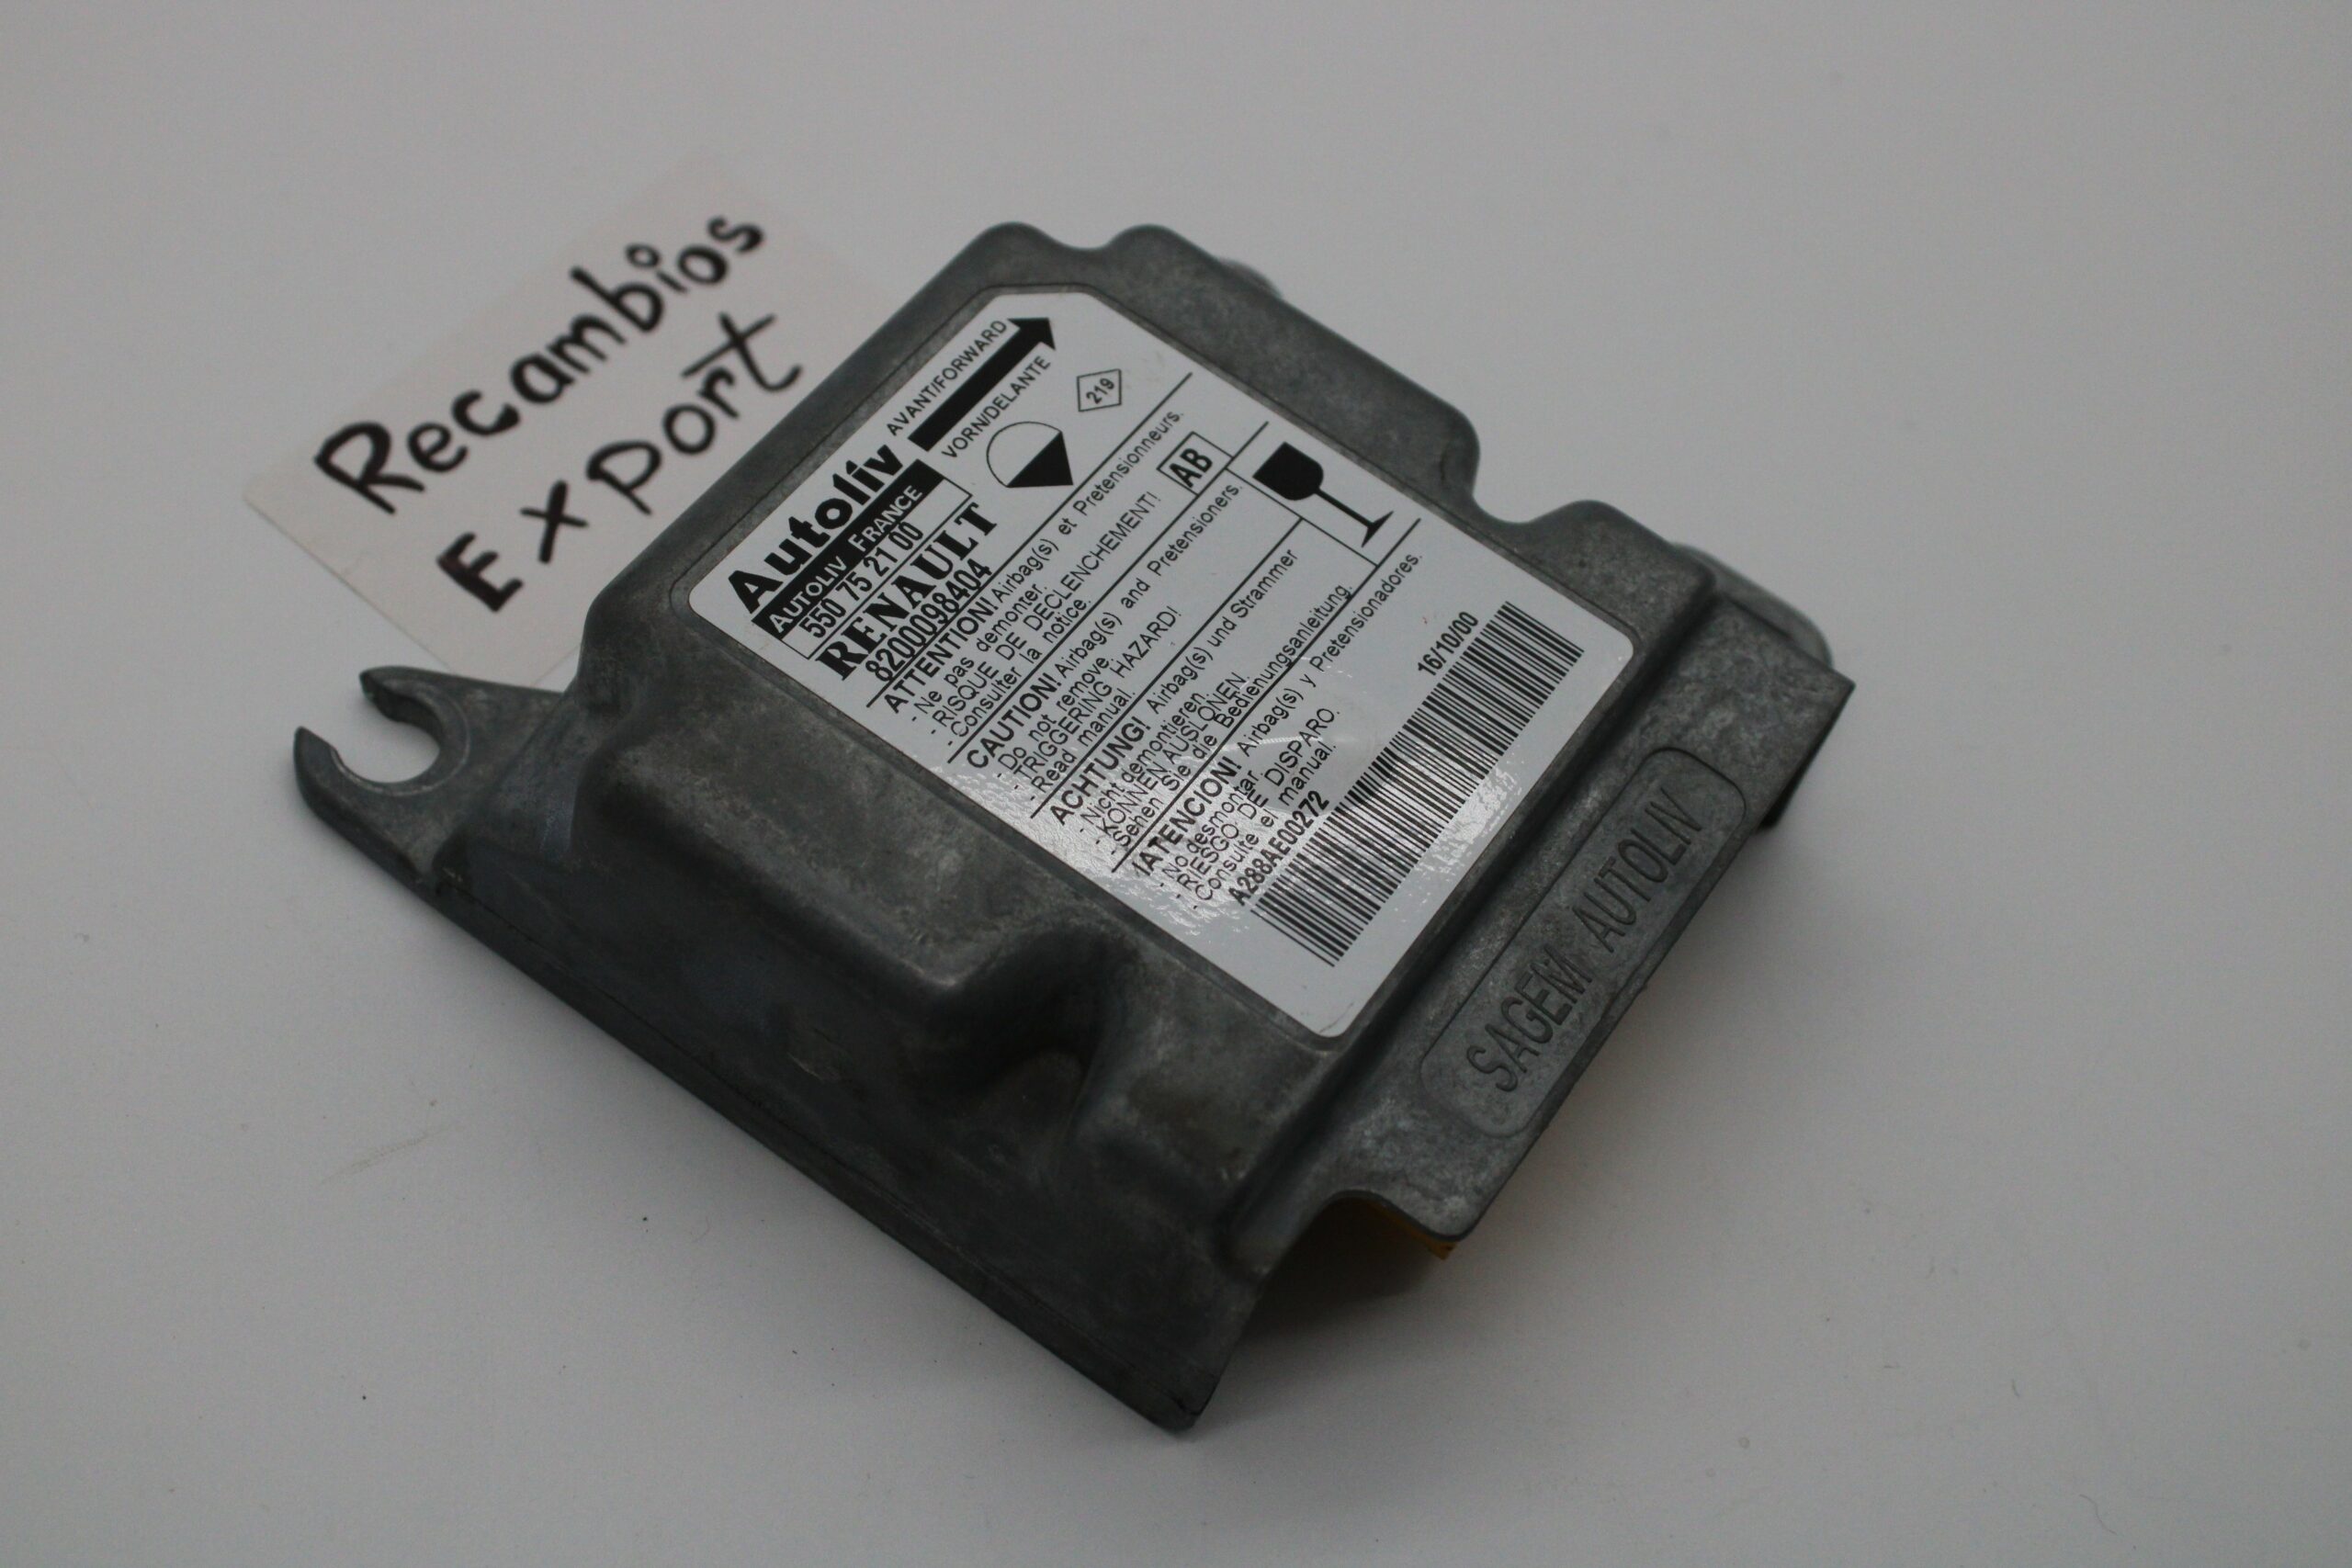 Recambios
Export
Autoliv
AUTOLIV FRANCE
550 75 21 00
RENAULT
8200098404
AVANT/FORWARD
VORN/DELANTE
219
ATTENTION! Airbag(s) et Pretensionneurs.
- Ne pas demonter.
- RISQUE DE DECLENCHEMENT!
- Consulter la notice.
AB
CAUTION! Airbag(s) and Pretensioners.
- Do not remove.
- TRIGGERING HAZARD!
- Read manual.
ACHTUNG! Airbag(s) und Strammer
- Nicht demontieren.
- KONNEN AUSLONEN.
- Sehen Sie die Bedienungsanleitung.
!ATENCION! Airbag(s) y Pretensionadores.
- No desmontar.
- RIESGO DE DISPARO.
- Consulte el manual.
A288AE00272
16/10/00
SAGEM AUTOLIV